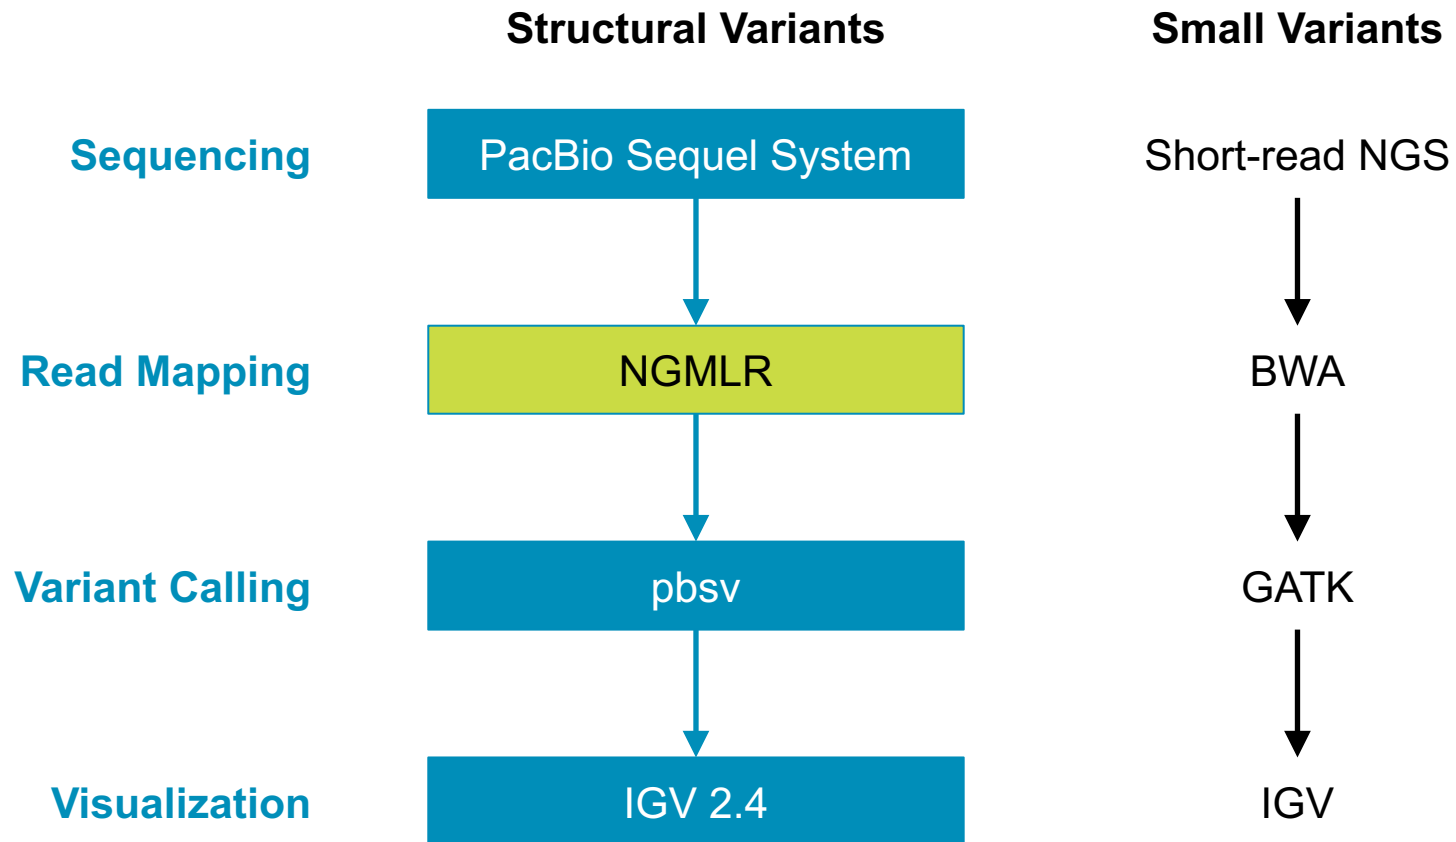 Structural Variants
Small Variants
Sequencing
PacBio Sequel System
Short-read NGS
Read Mapping
NGMLR
BWA
Variant Calling
pbsv
GATK
Visualization
IGV 2.4
IGV